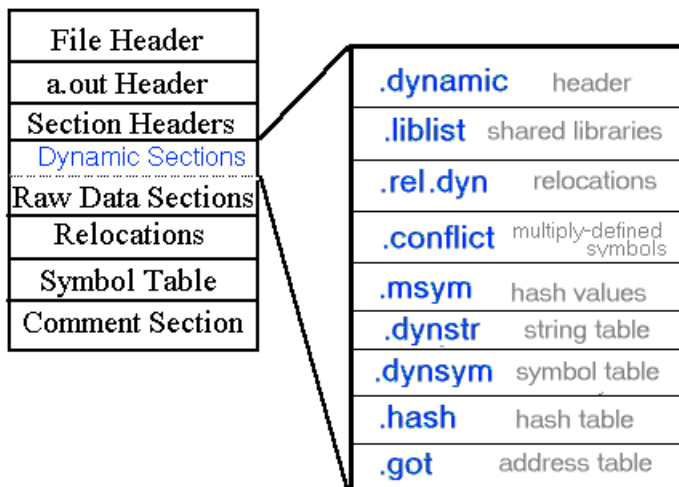 File Header
a.out Header
Section Headers
Dynamic Sections
Raw Data Sections
Relocations
Symbol Table
Comment Section
.dynamic header
.liblist shared libraries
.rel.dyn relocations
.conflict multiply-defined
symbols
.msym hash values
.dynstr string table
.dynsym symbol table
.hash hash table
.got address table